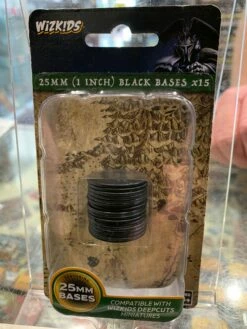 WIZKIDS
25MM (1 INCH) BLACK BASES x15
25MM
BASES
COMPATIBLE WITH
WIZKIDS DEEPCUTS
MINIATURES